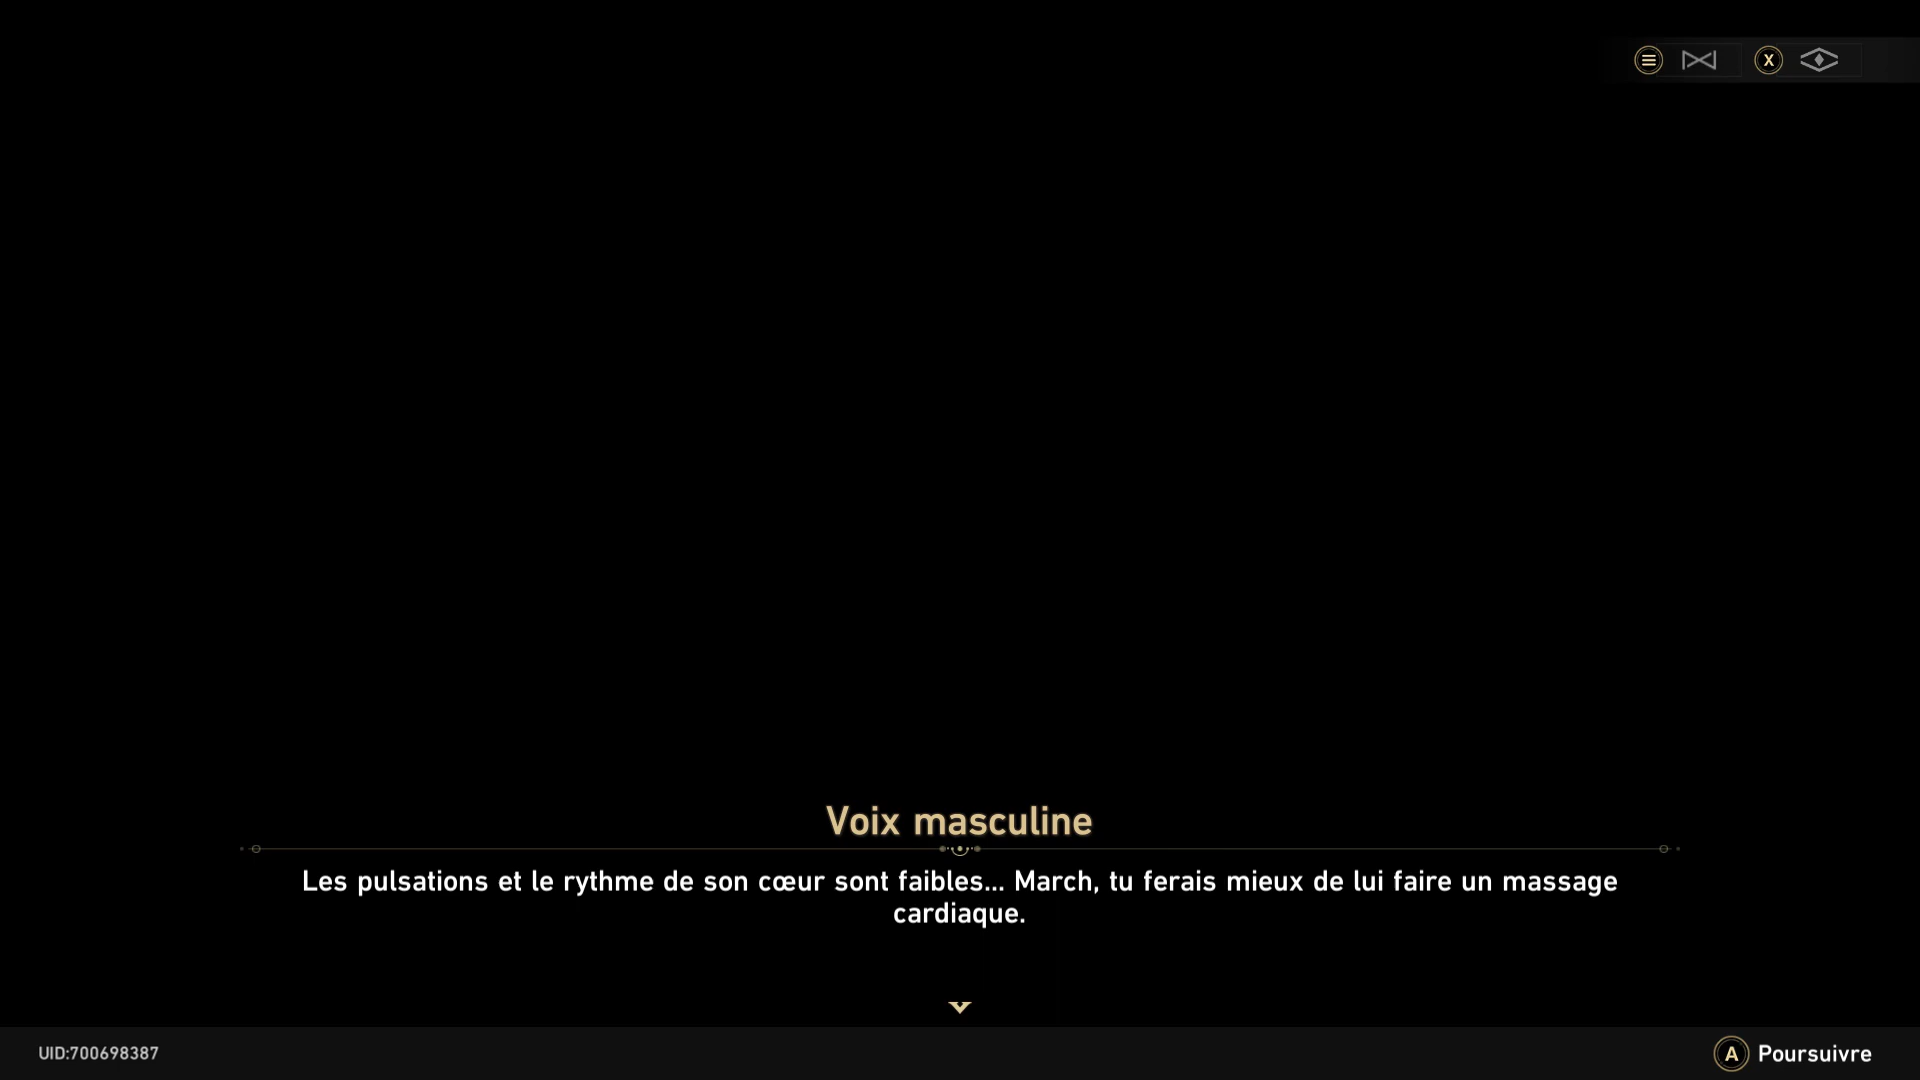 X
Voix masculine
Les pulsations et le rythme de son cœur sont faibles... March, tu ferais mieux de lui faire un massage
cardiaque.
UID:700698387
A Poursuivre